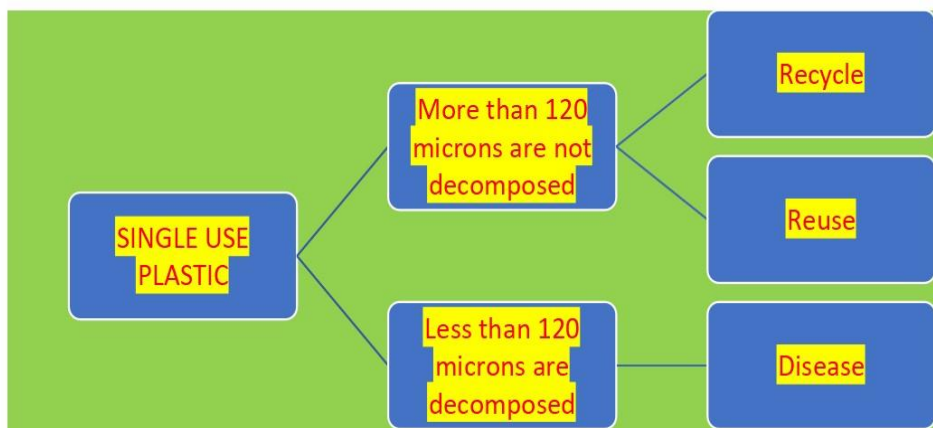 SINGLE USE
PLASTIC
More than 120
microns are not
decomposed
Recycle
Reuse
Less than 120
microns are
decomposed
Disease